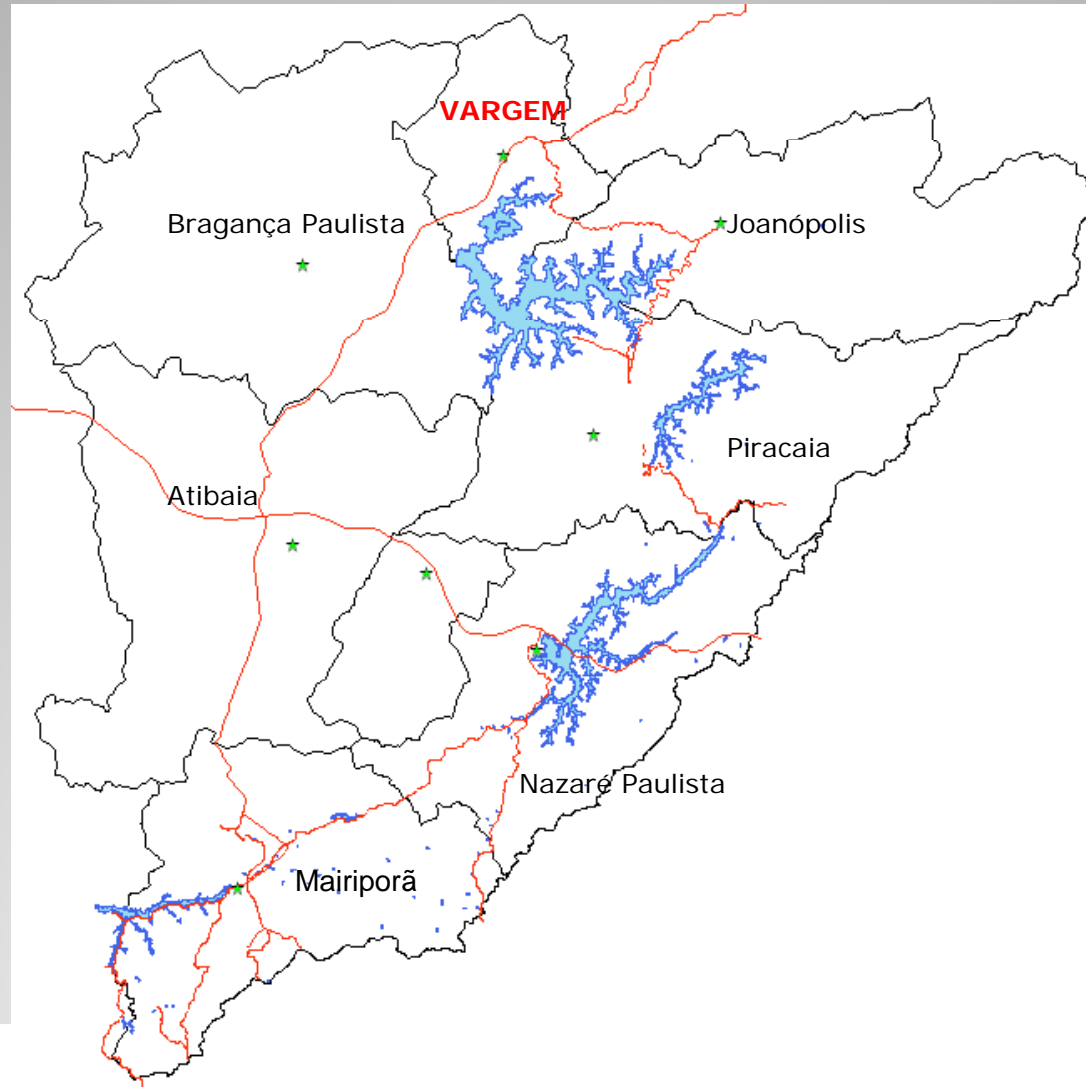 VARGEM
Bragança Paulista
Joanópolis
Piracaia
Atibaia
Nazaré Paulista
Mairiporã